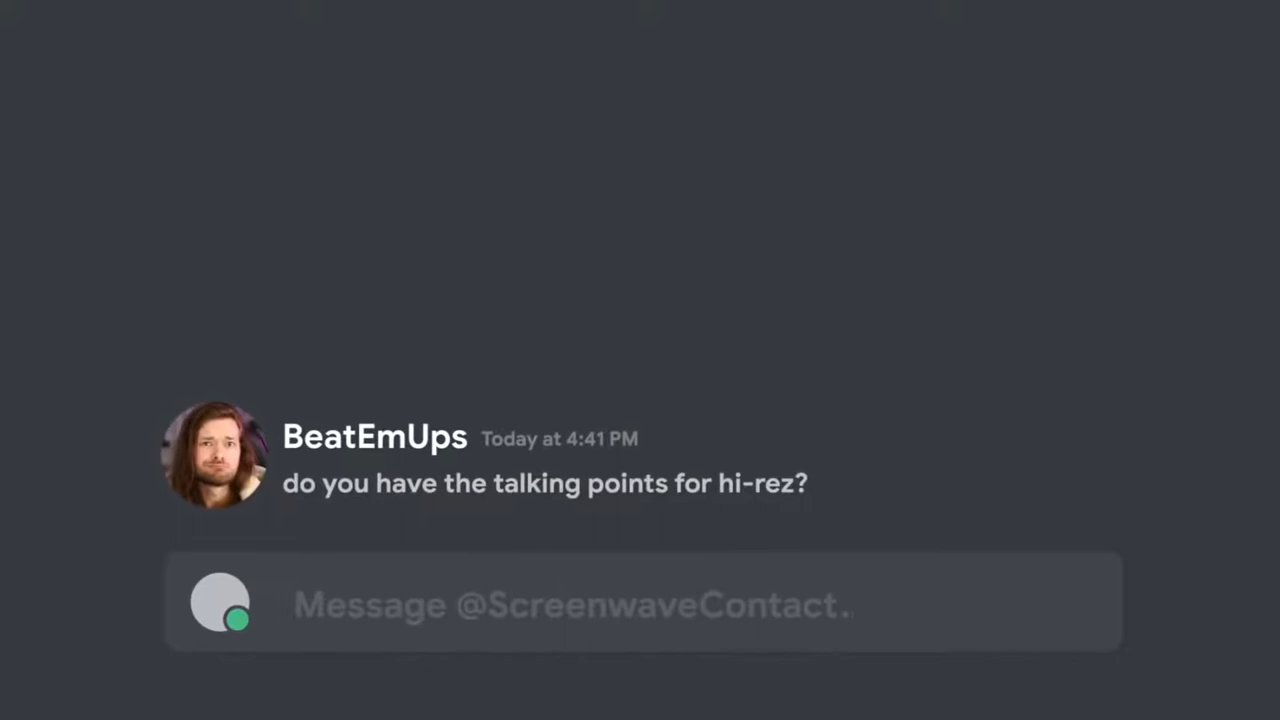 BeatEmUps Today at 4:41 PM
do you have the talking points for hi-rez?
Message @ScreenwaveContact..